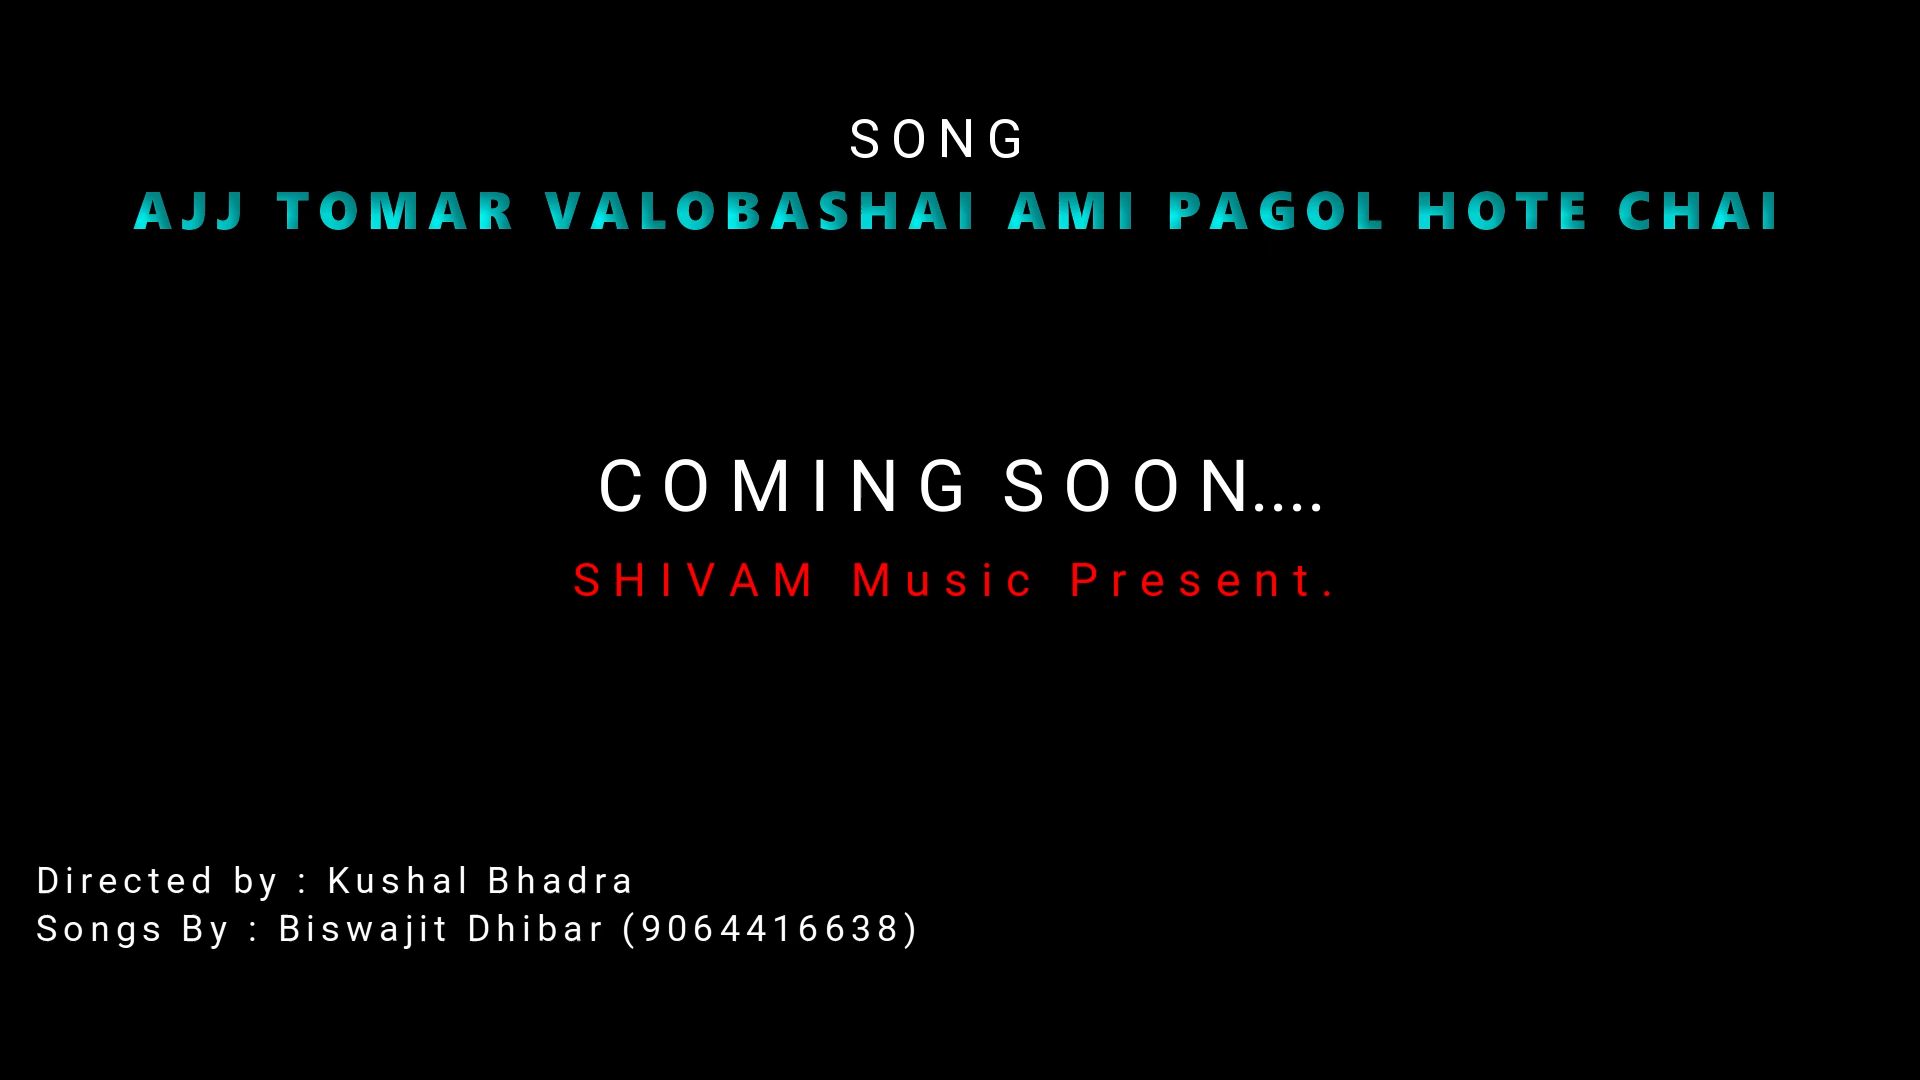 SONG
AJJ TOMAR VALOBASHAI AMI PAGOL HOTE CHAI
COMING SOON....
SHIVAM Music Present.
Directed by : Kushal Bhadra
Songs By : Biswajit Dhibar (9064416638)